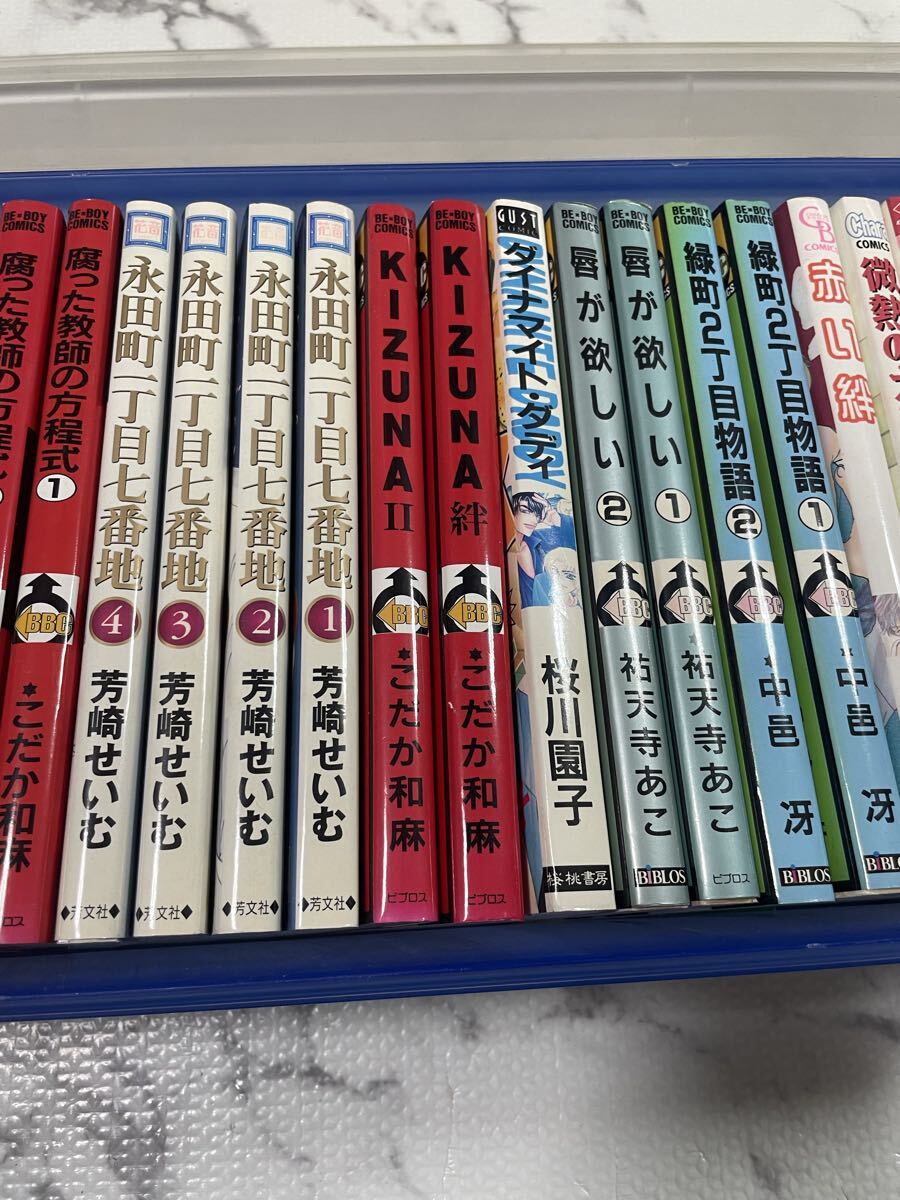 BE×BOY
COMICS
腐った教師の方程式
こだか和麻
BE×BOY
COMICS
腐った教師の方程式
1
BBC
こだか和麻
花音
永田町一丁目七番地
4
芳崎せいむ
芳文社
花音
永田町一丁目七番地
3
芳崎せいむ
芳文社
花音
永田町一丁目七番地
2
芳崎せいむ
芳文社
花音
永田町一丁目七番地
1
芳崎せいむ
芳文社
BE×BOY
COMICS
KIZUNA II
BBC
こだか和麻
ビブロス
BE×BOY
COMICS
KIZUNA 絆
BBC
こだか和麻
ビブロス
GUST
COMIC
ダイナマイト・ダディ
桜川園子
桜桃書房
BE×BOY
COMICS
唇が欲しい
2
BBC
祐天寺あこ
BiBLOS
BE×BOY
COMICS
唇が欲しい
1
BBC
祐天寺あこ
ビブロス
BE×BOY
COMICS
緑町2丁目物語
2
BBC
中邑 冴
BiBLOS
BE×BOY
COMICS
緑町2丁目物語
1
BBC
中邑 冴
BiBLOS
COMICS
赤い絆
Chara
COMICS
微熱の